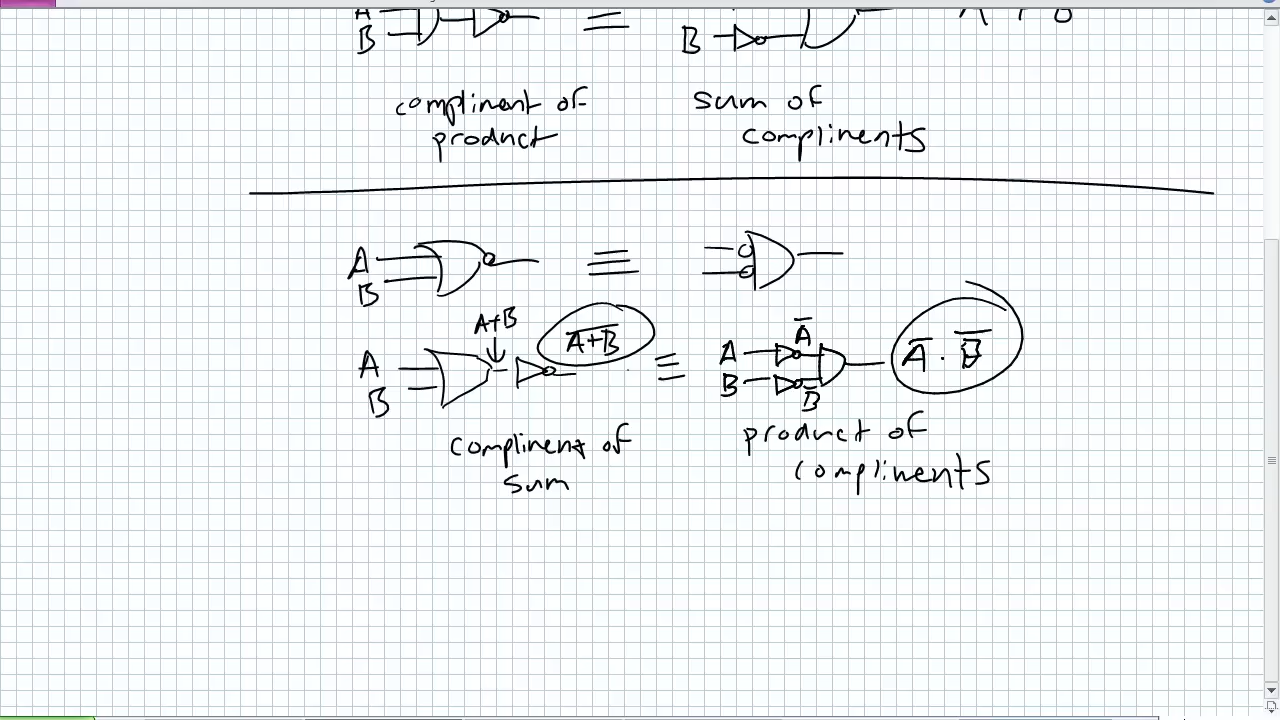 A
B
B
compliment of
product
sum of
compliments
A
B
A
B
A+B
A̅+̅B̅
A
B
A̅
B̅
A̅ · B̅
compliment of
sum
product of
compliments